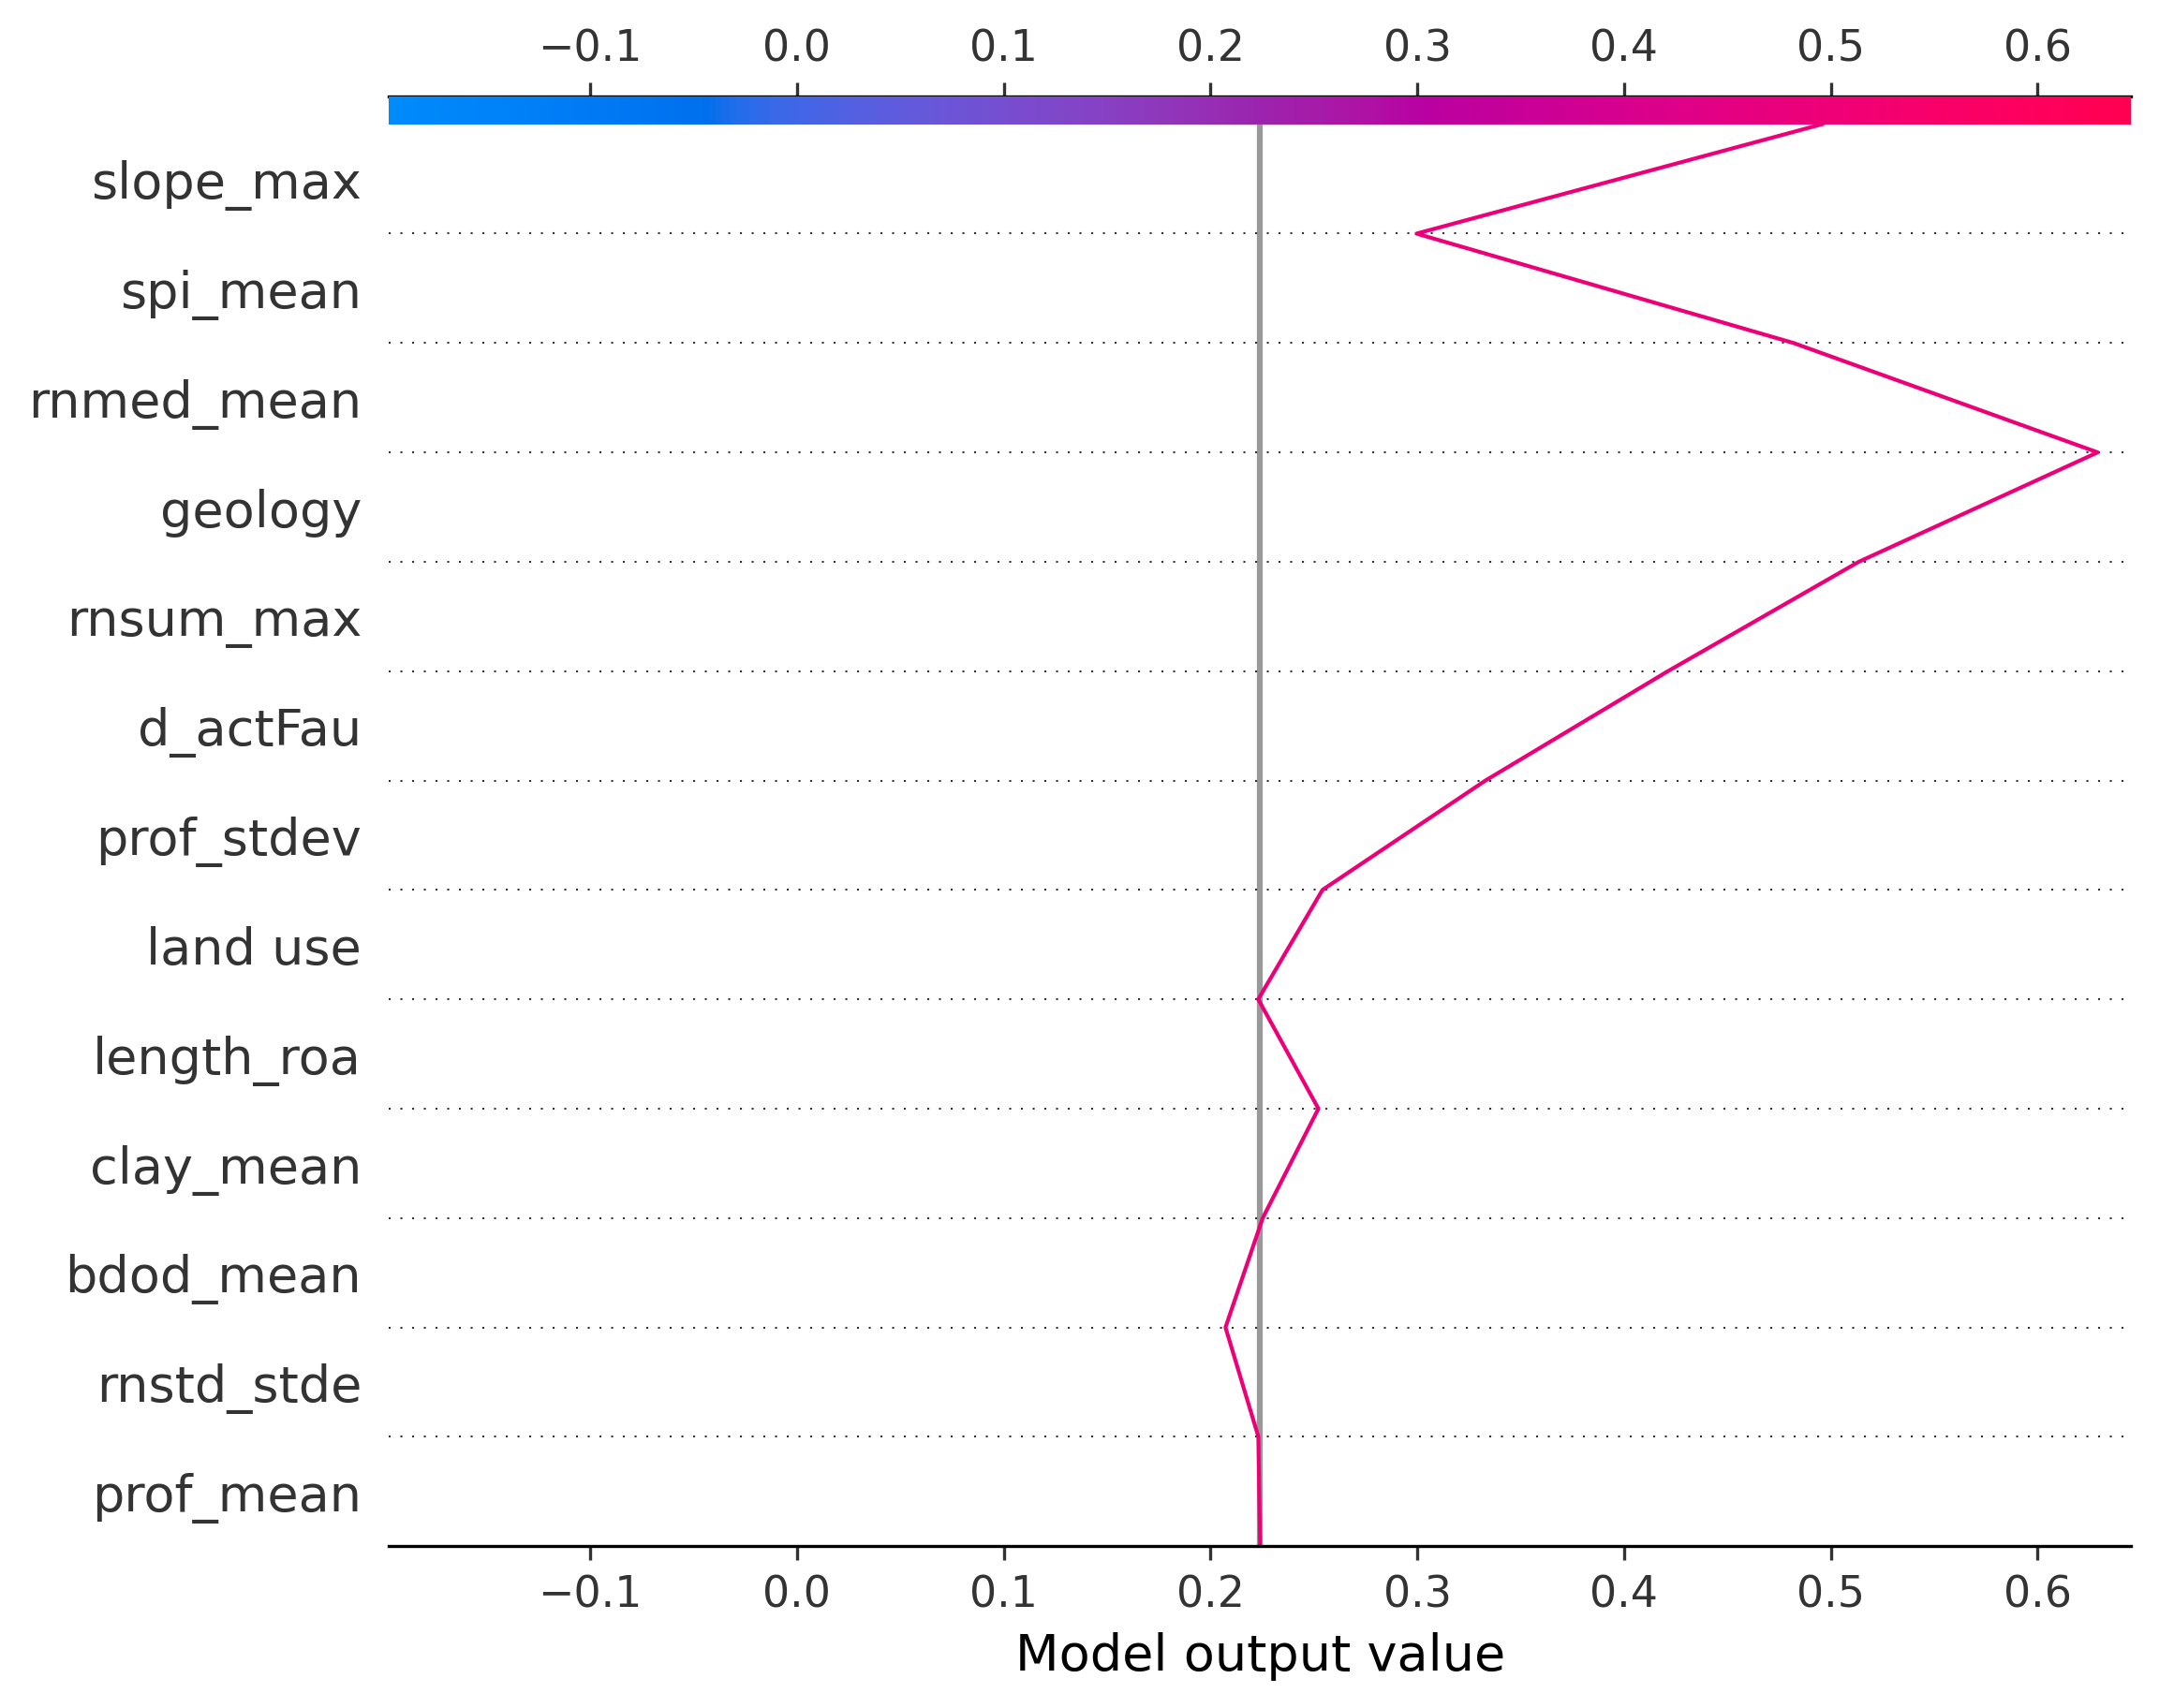 −0.1 0.0 0.1 0.2 0.3 0.4 0.5 0.6
slope_max
spi_mean
rnmed_mean
geology
rnsum_max
d_actFau
prof_stdev
land use
length_roa
clay_mean
bdod_mean
rnstd_stde
prof_mean
−0.1 0.0 0.1 0.2 0.3 0.4 0.5 0.6
Model output value